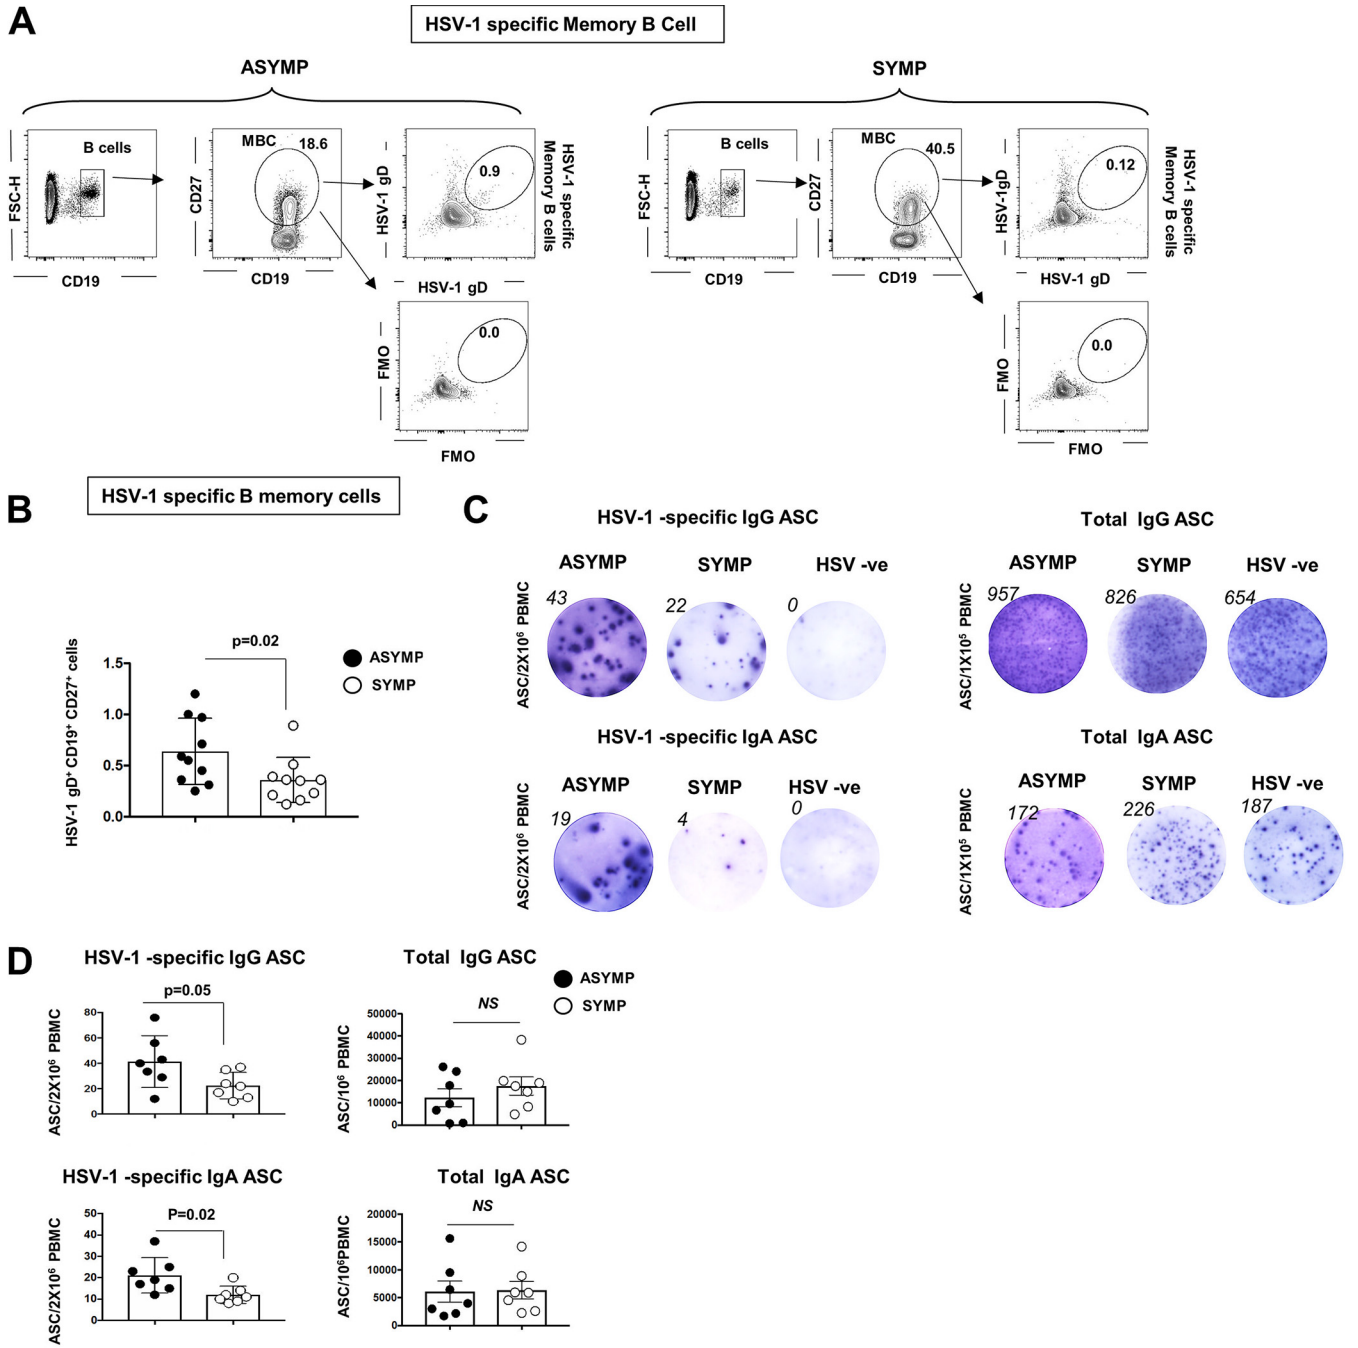 A
HSV-1 specific Memory B Cell
ASYMP
SYMP
FSC-H
B cells
CD19
CD27
MBC
18.6
CD19
HSV-1 gD
0.9
HSV-1 specific
Memory B cells
HSV-1 gD
FMO
0.0
FMO
FSC-H
B cells
CD19
CD27
MBC
40.5
CD19
HSV-1gD
0.12
HSV-1 specific
Memory B cells
HSV-1 gD
FMO
0.0
FMO
B
HSV-1 specific B memory cells
HSV-1 gD⁺ CD19⁺ CD27⁺ cells
p=0.02
ASYMP
SYMP
1.5
1.0
0.5
0.0
C
HSV-1 -specific IgG ASC
ASYMP
SYMP
HSV -ve
ASC/2X10⁶ PBMC
43
22
0
Total IgG ASC
ASYMP
SYMP
HSV -ve
ASC/1X10⁵ PBMC
957
826
654
HSV-1 -specific IgA ASC
ASYMP
SYMP
HSV -ve
ASC/2X10⁶ PBMC
19
4
0
Total IgA ASC
ASYMP
SYMP
HSV -ve
ASC/1X10⁵ PBMC
172
226
187
D
HSV-1 -specific IgG ASC
p=0.05
ASC/2X10⁶ PBMC
80
60
40
20
0
Total IgG ASC
ASYMP
SYMP
NS
ASC/10⁶ PBMC
50000
40000
30000
20000
10000
0
HSV-1 -specific IgA ASC
P=0.02
ASC/2X10⁶ PBMC
50
40
30
20
10
0
Total IgA ASC
NS
ASC/10⁶PBMC
20000
15000
10000
5000
0